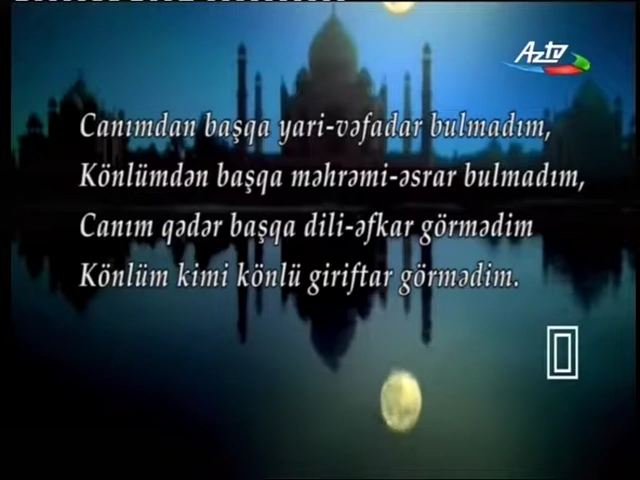 AzTV
Canımdan başqa yari-vəfadar bulmadım,
Könlümdən başqa məhrəmi-əsrar bulmadım,
Canım qədər başqa dili-əfkar görmədim
Könlüm kimi könlü giriftar görmədim.